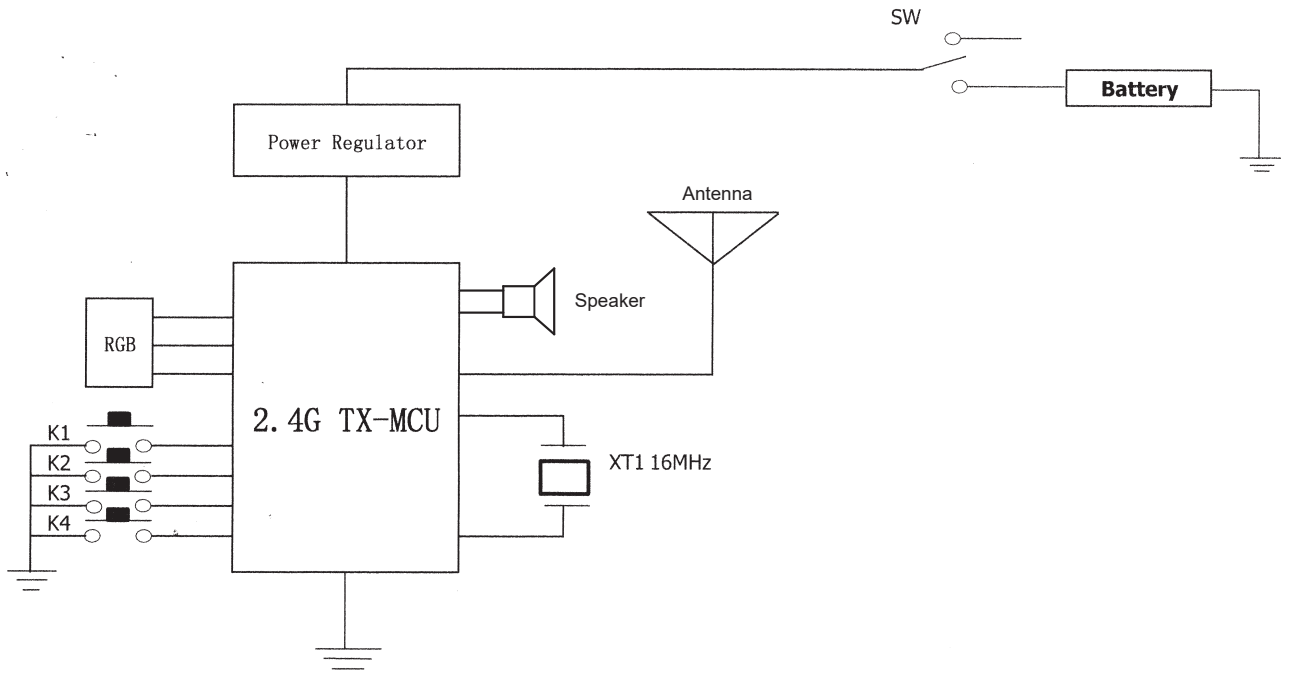 SW
Battery
Power Regulator
Antenna
Speaker
RGB
2.4G TX-MCU
K1
K2
K3
K4
XT1 16MHz